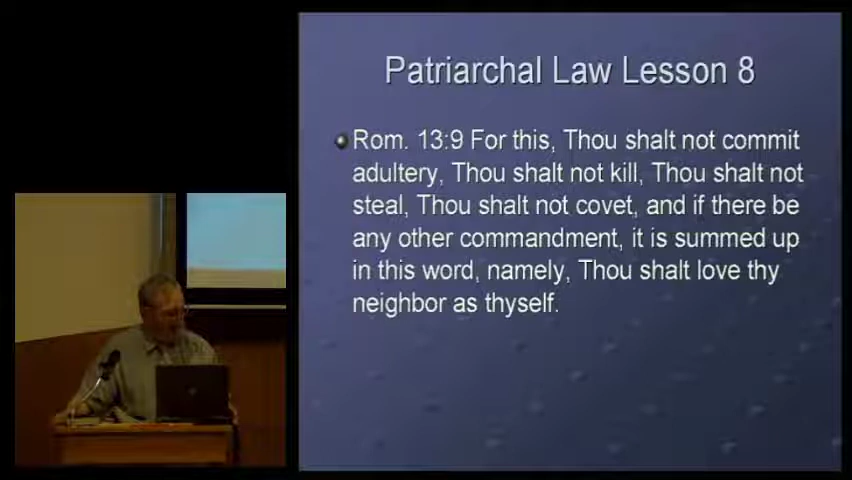 Patriarchal Law Lesson 8
Rom. 13:9 For this, Thou shalt not commit
adultery, Thou shalt not kill, Thou shalt not
steal, Thou shalt not covet, and if there be
any other commandment, it is summed up
in this word, namely, Thou shalt love thy
neighbor as thyself.